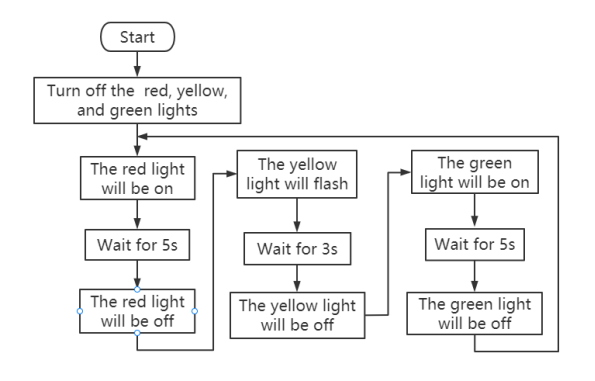 Start
Turn off the red, yellow,
and green lights
The red light
will be on
Wait for 5s
The red light
will be off
The yellow
light will flash
Wait for 3s
The yellow light
will be off
The green
light will be on
Wait for 5s
The green light
will be off